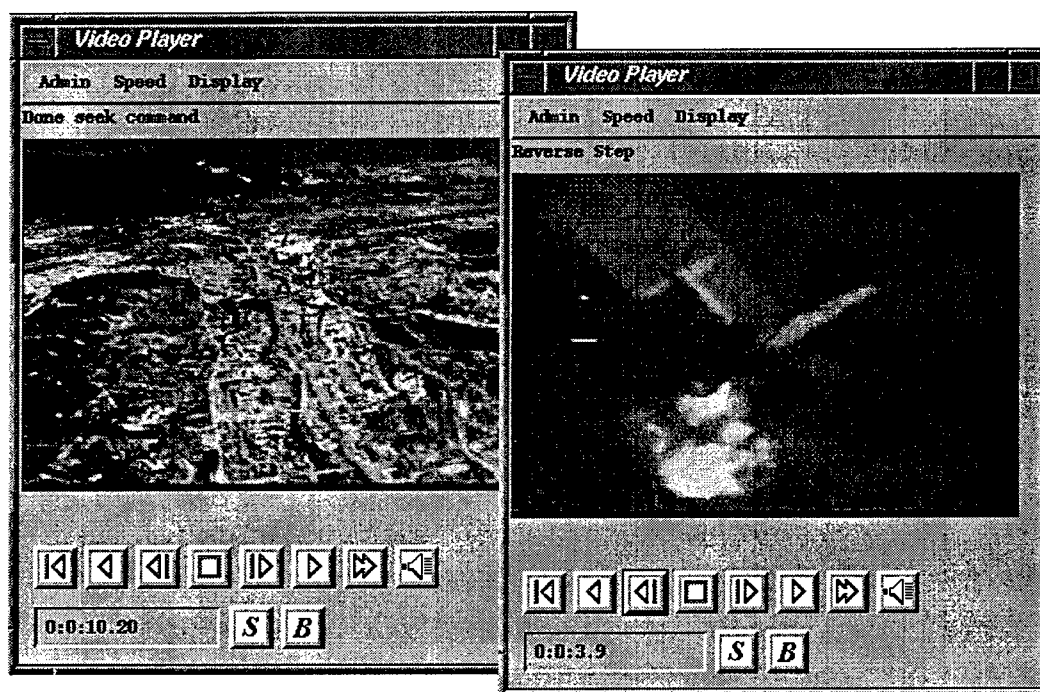 Video Player
Admin Speed Display
Done seek command
0:0:10.20 S B
Video Player
Admin Speed Display
Reverse Step
0:0:3.9 S B